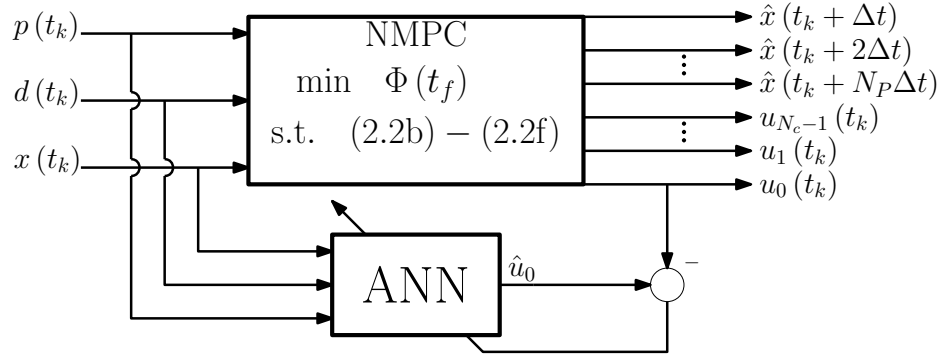 p (t_k)
d (t_k)
x (t_k)
NMPC
min Φ (t_f)
s.t. (2.2b) − (2.2f)
x̂ (t_k + Δt)
x̂ (t_k + 2Δt)
⋮
x̂ (t_k + N_P Δt)
u_{N_c−1} (t_k)
⋮
u_1 (t_k)
u_0 (t_k)
ANN
û_0
−